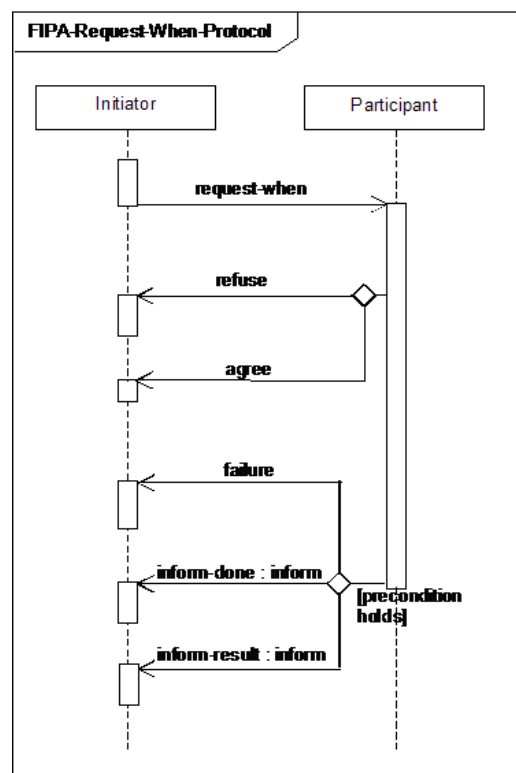 FIPA-Request-When-Protocol
Initiator
Participant
request-when
refuse
agree
failure
inform-done : inform
[precondition
holds]
inform-result : inform